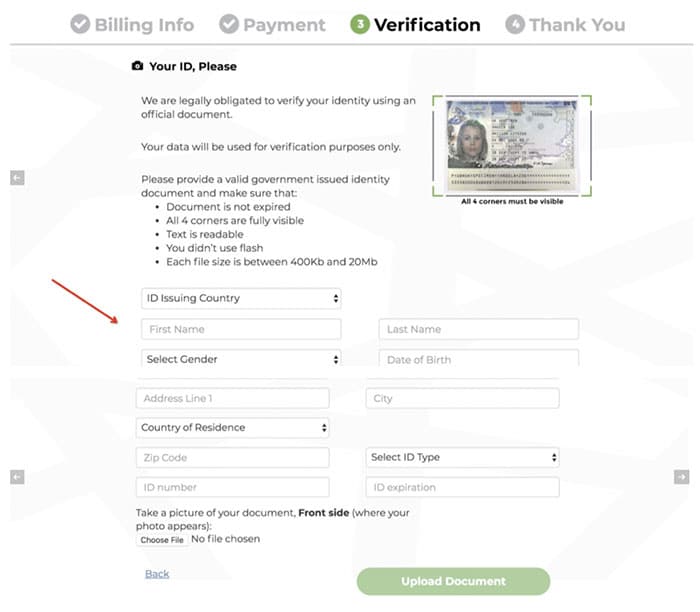 Billing Info Payment 3 Verification 4 Thank You
Your ID, Please
We are legally obligated to verify your identity using an
official document.
Your data will be used for verification purposes only.
Please provide a valid government issued identity
document and make sure that:
• Document is not expired
• All 4 corners are fully visible
• Text is readable
• You didn't use flash
• Each file size is between 400Kb and 20Mb
All 4 corners must be visible
ID Issuing Country
First Name Last Name
Select Gender Date of Birth
Address Line 1 City
Country of Residence
Zip Code Select ID Type
ID number ID expiration
Take a picture of your document, Front side (where your
photo appears):
Choose File No file chosen
Back Upload Document